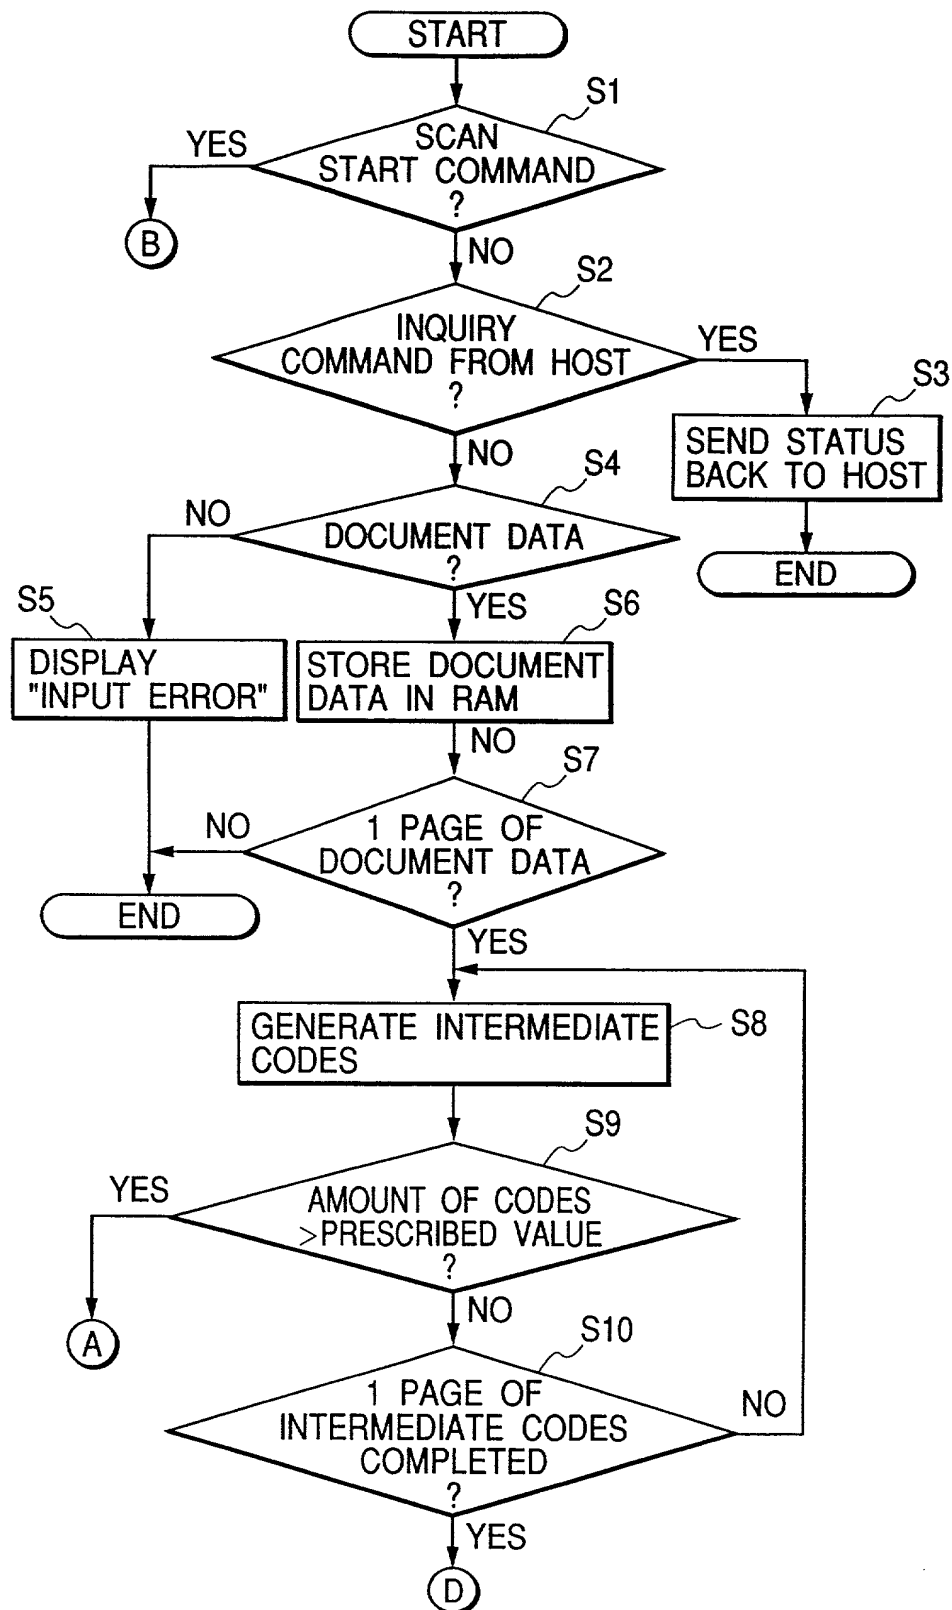 START
S1
YES
SCAN
START COMMAND
?
B
NO
S2
INQUIRY
COMMAND FROM HOST
?
YES
S3
SEND STATUS
BACK TO HOST
NO
S4
NO
DOCUMENT DATA
?
END
YES
S5
S6
DISPLAY
"INPUT ERROR"
STORE DOCUMENT
DATA IN RAM
NO
S7
NO
1 PAGE OF
DOCUMENT DATA
?
END
YES
GENERATE INTERMEDIATE
CODES
S8
S9
YES
AMOUNT OF CODES
>PRESCRIBED VALUE
?
A
NO
S10
1 PAGE OF
INTERMEDIATE CODES
COMPLETED
?
NO
YES
D